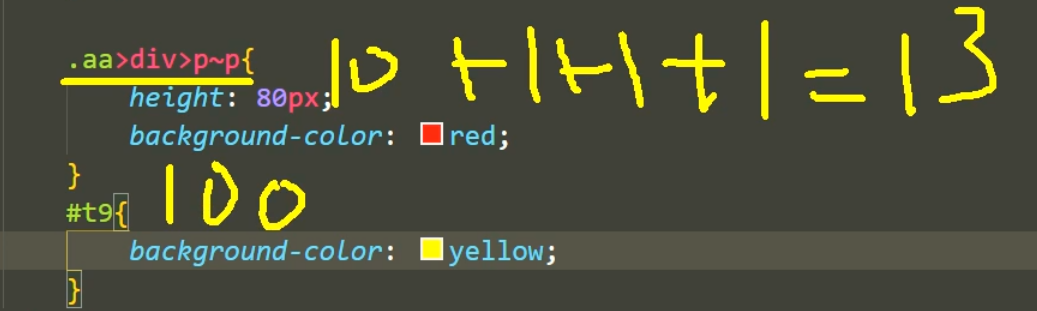 .aa>div>p~p{ 10+1+1+1=13
height: 80px;
background-color: red;
}
#t9{ 100
background-color: yellow;
}